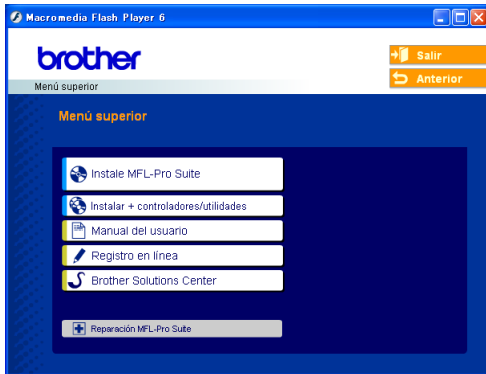 Macromedia Flash Player 6
brother
Salir
Anterior
Menú superior
Menú superior
Instale MFL-Pro Suite
Instalar + controladores/utilidades
Manual del usuario
Registro en línea
Brother Solutions Center
Reparación MFL-Pro Suite